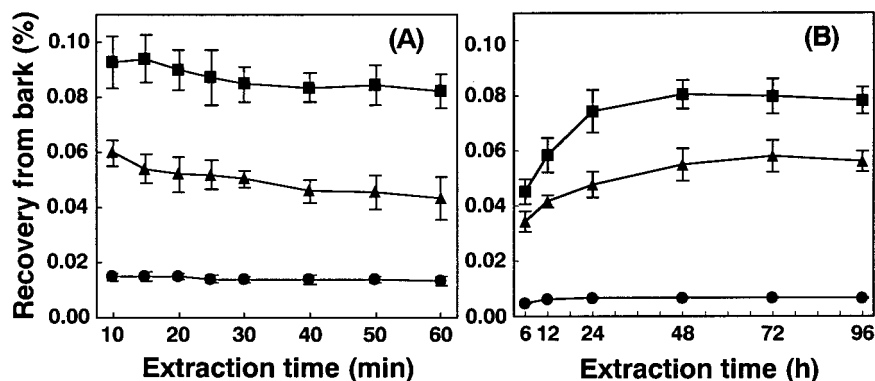 Recovery from bark (%)
(A)
0.10
0.08
0.06
0.04
0.02
0.00
10 20 30 40 50 60
Extraction time (min)
(B)
0.10
0.08
0.06
0.04
0.02
0.00
6 12 24 48 72 96
Extraction time (h)